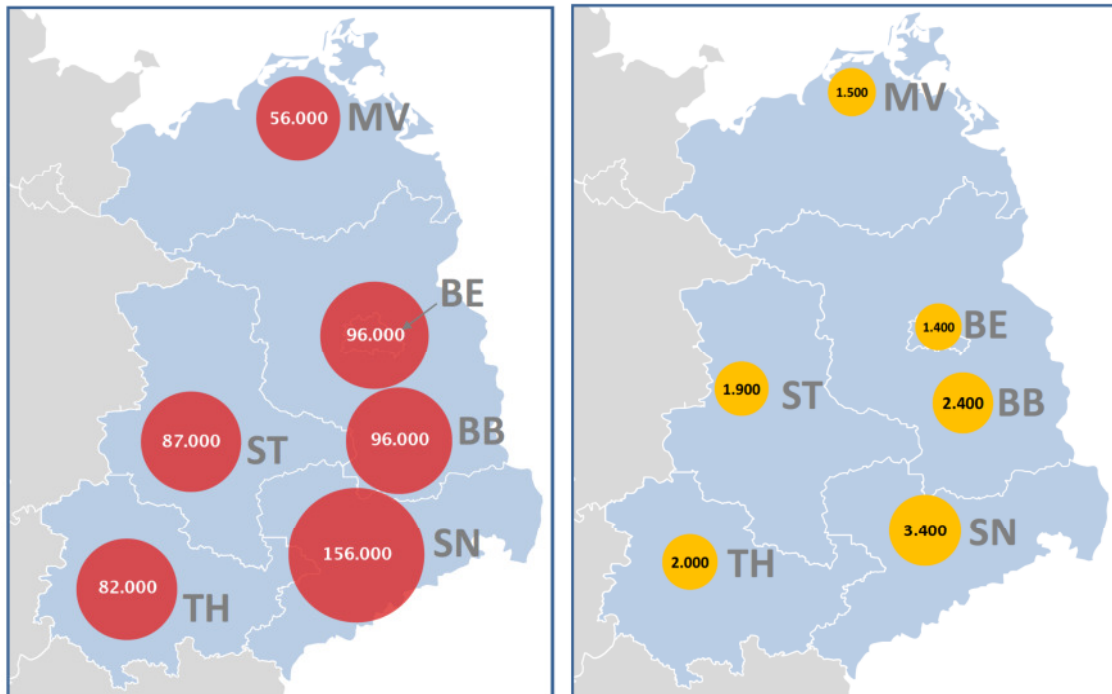 56.000 MV
BE
96.000
87.000 ST
96.000 BB
156.000 SN
82.000 TH
1.500 MV
1.400 BE
1.900 ST
2.400 BB
3.400 SN
2.000 TH